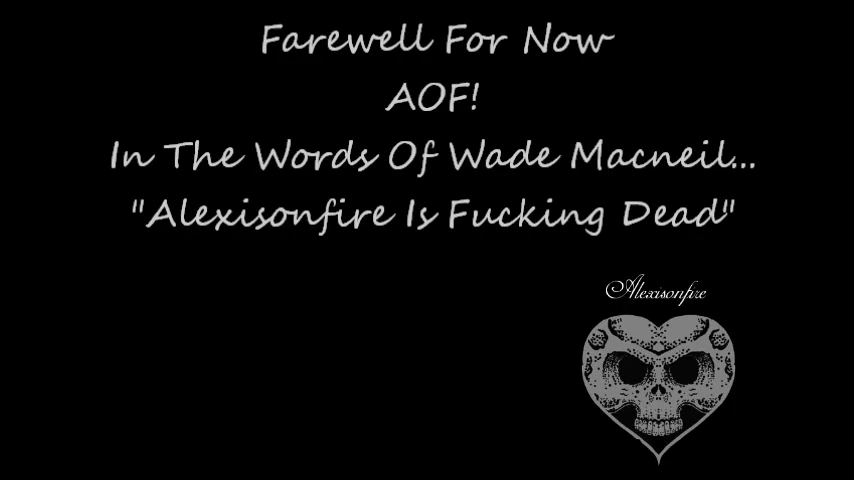 Farewell For Now
AOF!
In The Words Of Wade Macneil...
"Alexisonfire Is Fucking Dead"
Alexisonfire